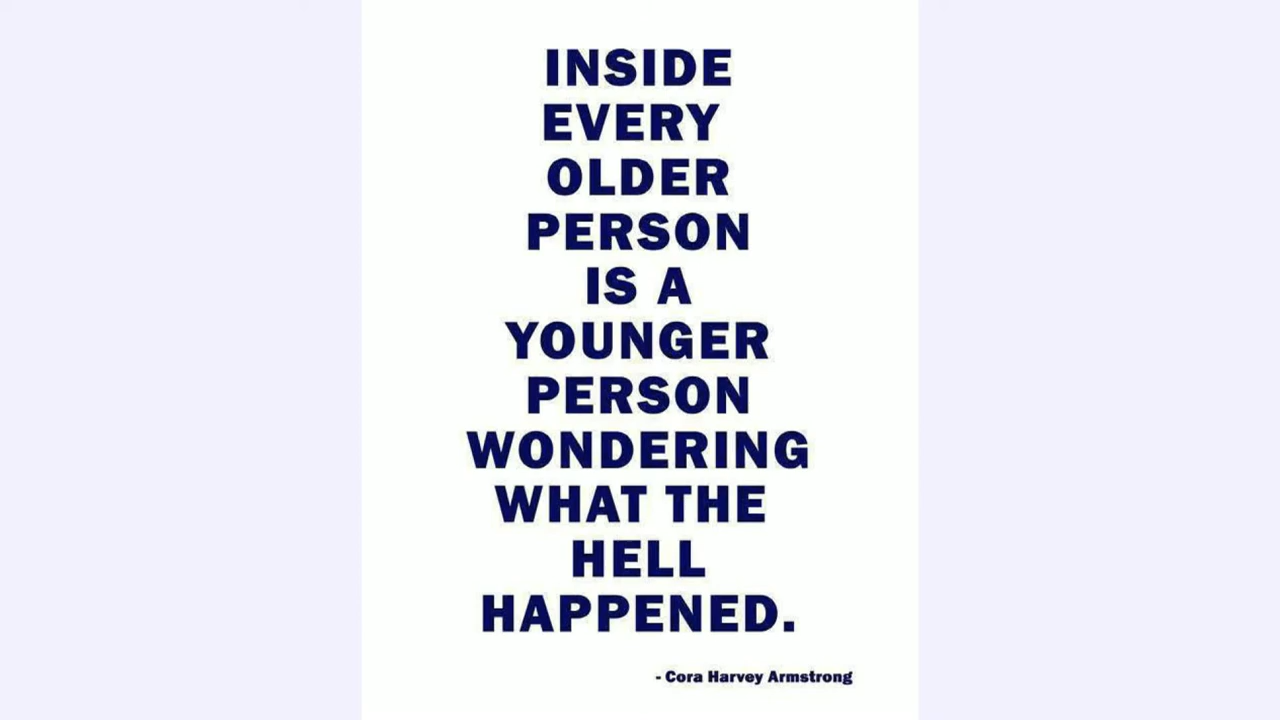 INSIDE
EVERY
OLDER
PERSON
IS A
YOUNGER
PERSON
WONDERING
WHAT THE
HELL
HAPPENED.
- Cora Harvey Armstrong